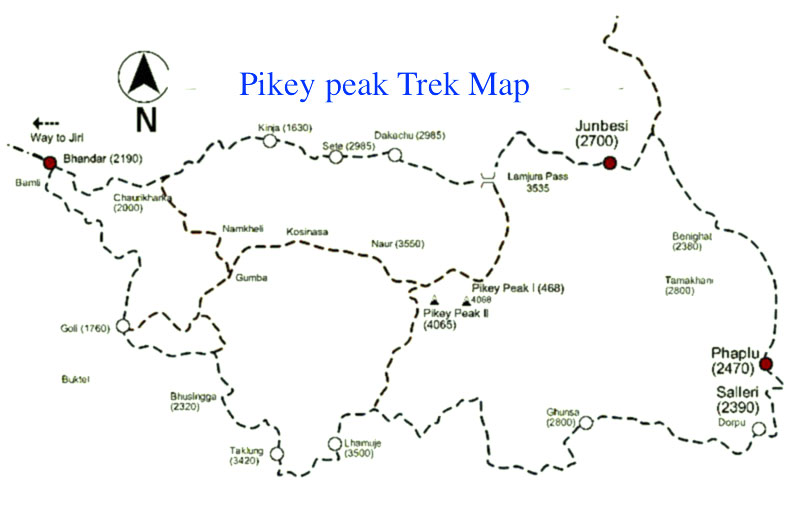 Pikey peak Trek Map
N
Way to Jiri
Bhandar (2190)
Bamli
Chaurikharka
(2000)
Kinja (1630)
Sete (2985)
Dakachu (2985)
Junbesi
(2700)
Lamjura Pass
3535
Namkheli
Kosinasa
Naur (3550)
Gumba
Benighat
(2380)
Tamakhani
(2800)
Pikey Peak I (468)
4068
Pikey Peak II
(4065)
Goli (1760)
Buktel
Bhusingga
(2320)
Taklung
(3420)
Lhamuje
(3500)
Ghunsa
(2800)
Phaplu
(2470)
Salleri
(2390)
Dorpu